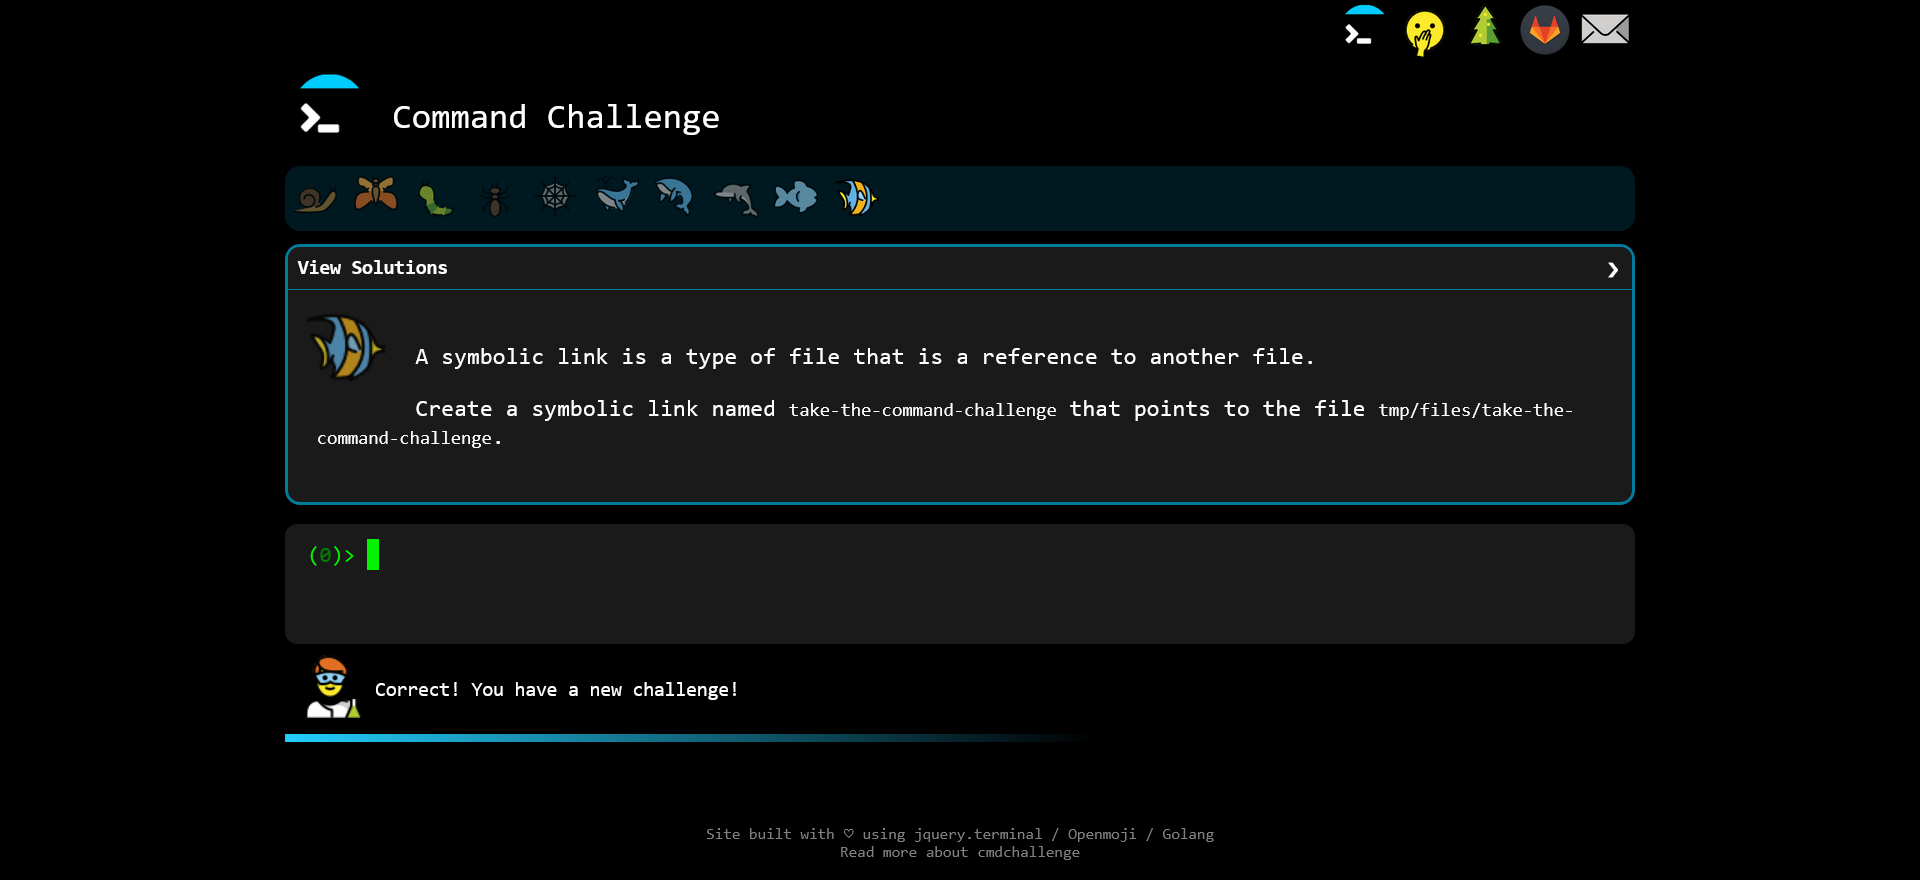 Command Challenge
View Solutions
A symbolic link is a type of file that is a reference to another file.
Create a symbolic link named take-the-command-challenge that points to the file tmp/files/take-the-
command-challenge.
(0)>
Correct! You have a new challenge!
Site built with ♡ using jquery.terminal / Openmoji / Golang
Read more about cmdchallenge